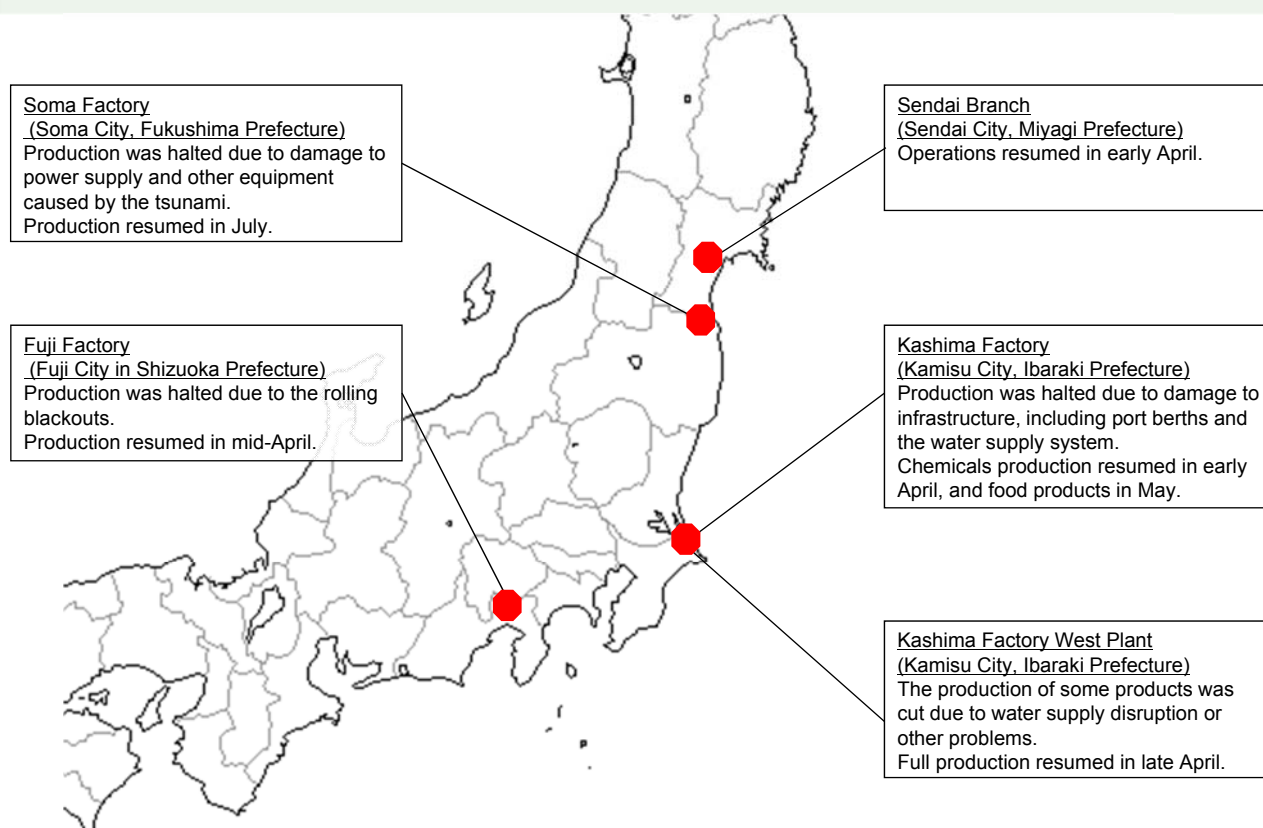 Soma Factory
(Soma City, Fukushima Prefecture)
Production was halted due to damage to
power supply and other equipment
caused by the tsunami.
Production resumed in July.
Sendai Branch
(Sendai City, Miyagi Prefecture)
Operations resumed in early April.
Fuji Factory
(Fuji City in Shizuoka Prefecture)
Production was halted due to the rolling
blackouts.
Production resumed in mid-April.
Kashima Factory
(Kamisu City, Ibaraki Prefecture)
Production was halted due to damage to
infrastructure, including port berths and
the water supply system.
Chemicals production resumed in early
April, and food products in May.
Kashima Factory West Plant
(Kamisu City, Ibaraki Prefecture)
The production of some products was
cut due to water supply disruption or
other problems.
Full production resumed in late April.